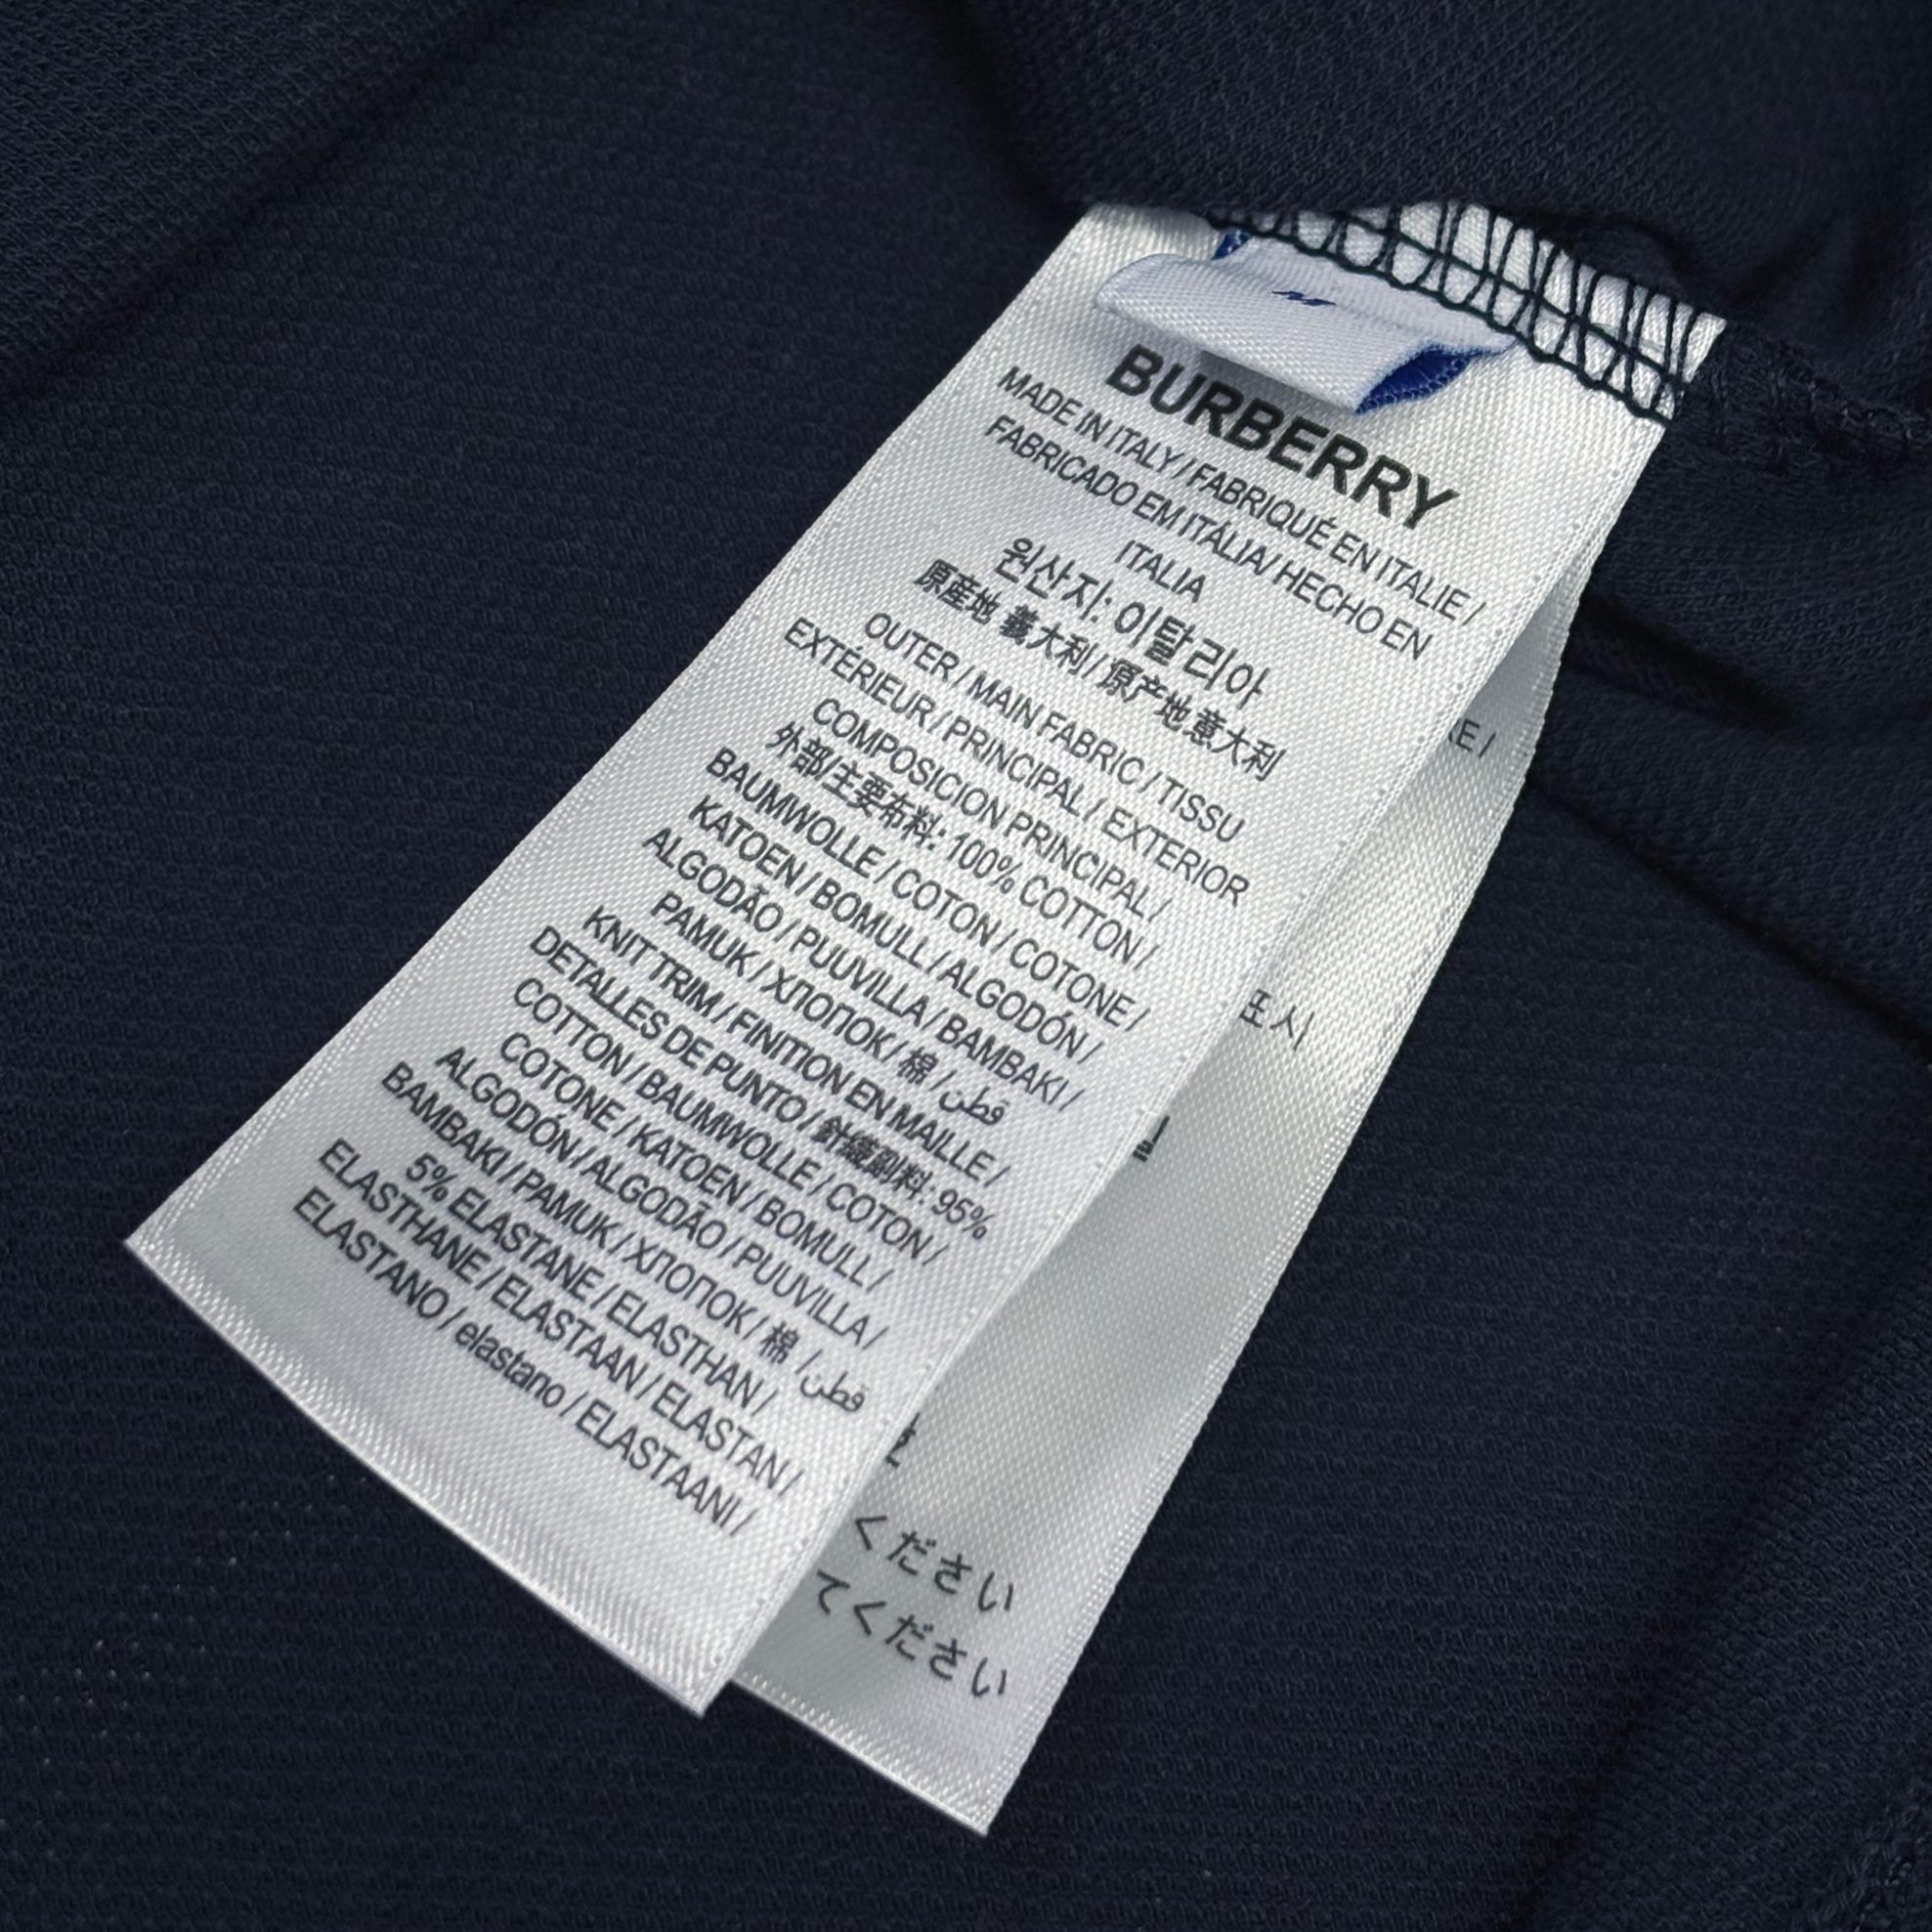 M
BURBERRY
MADE IN ITALY / FABRIQUÉ EN ITALIE /
FABRICADO EM ITÁLIA/ HECHO EN
ITALIA
원산지: 이탈리아
原産地 義大利/ 原产地意大利
OUTER / MAIN FABRIC / TISSU
EXTÉRIEUR / PRINCIPAL / EXTERIOR
COMPOSICION PRINCIPAL /
外部/主要布料: 100% COTTON /
BAUMWOLLE / COTON / COTONE /
KATOEN / BOMULL / ALGODÓN /
ALGODÃO / PUUVILLA / BAMBAKI /
PAMUK / ХЛОПОК / 棉 / قطن
KNIT TRIM / FINITION EN MAILLE /
DETALLES DE PUNTO / 針織副料: 95%
COTTON / BAUMWOLLE / COTON /
COTONE / KATOEN / BOMULL /
ALGODÓN / ALGODÃO / PUUVILLA /
BAMBAKI / PAMUK / ХЛОПОК / 棉 / قطن
5% ELASTANE / ELASTHAN /
ELASTHANE / ELASTAAN / ELASTAN /
ELASTANO / elastano / ELASTAANI /
표시
ください
てください